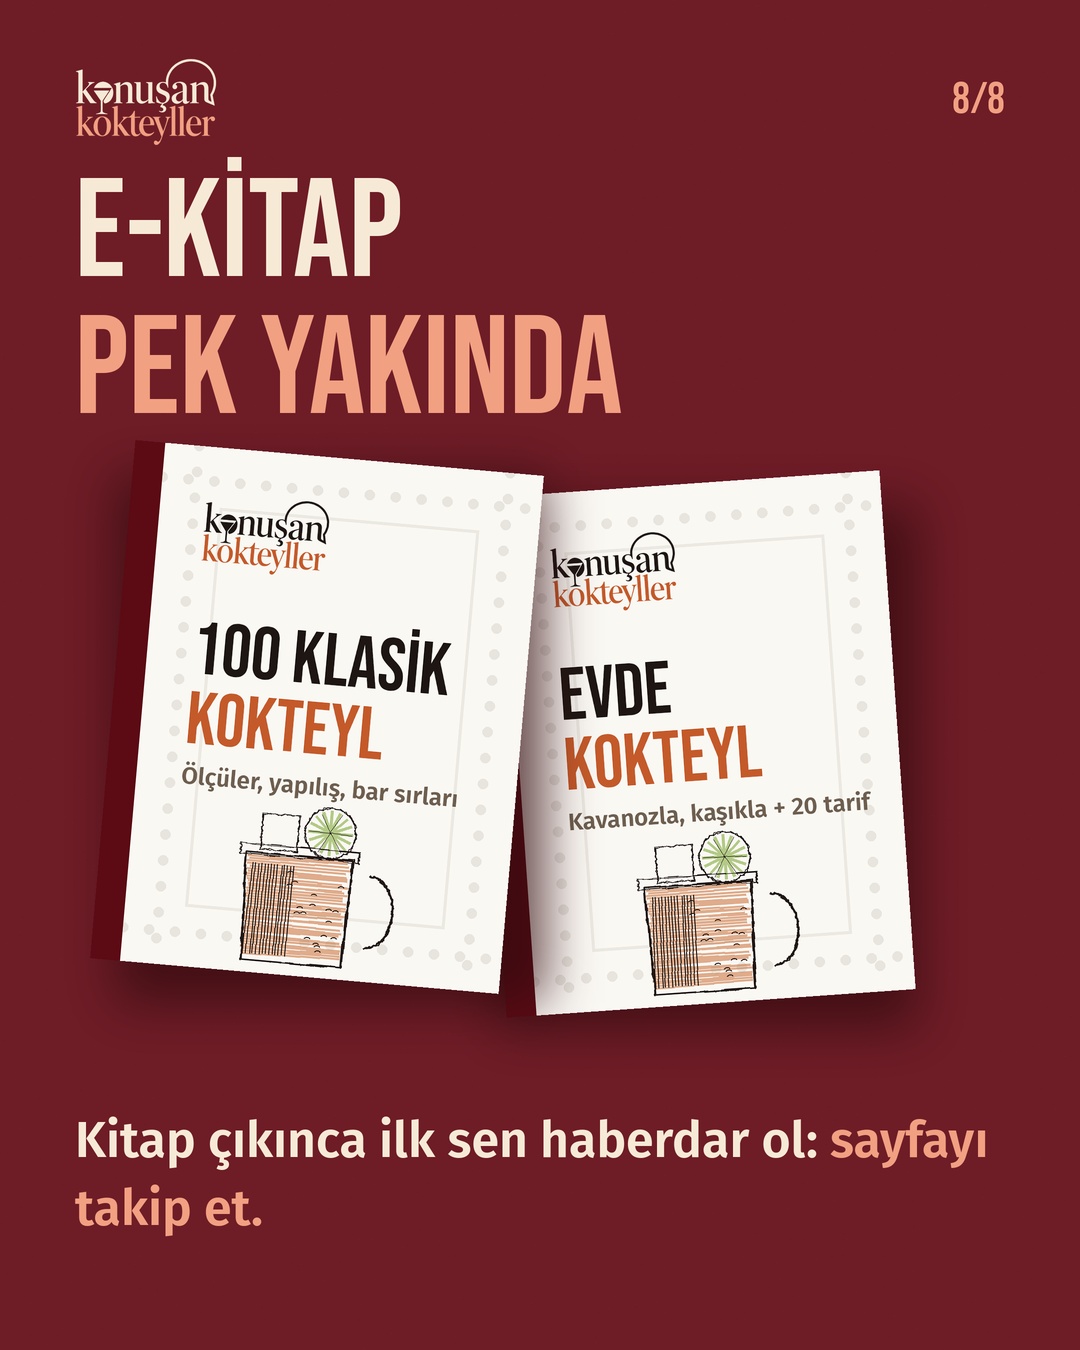 konuşan
kokteyller
8/8
E-KİTAP
PEK YAKINDA
konuşan
kokteyller
100 KLASİK
KOKTEYL
Ölçüler, yapılış, bar sırları
konuşan
kokteyller
EVDE
KOKTEYL
Kavanozla, kaşıkla + 20 tarif
Kitap çıkınca ilk sen haberdar ol: sayfayı
takip et.